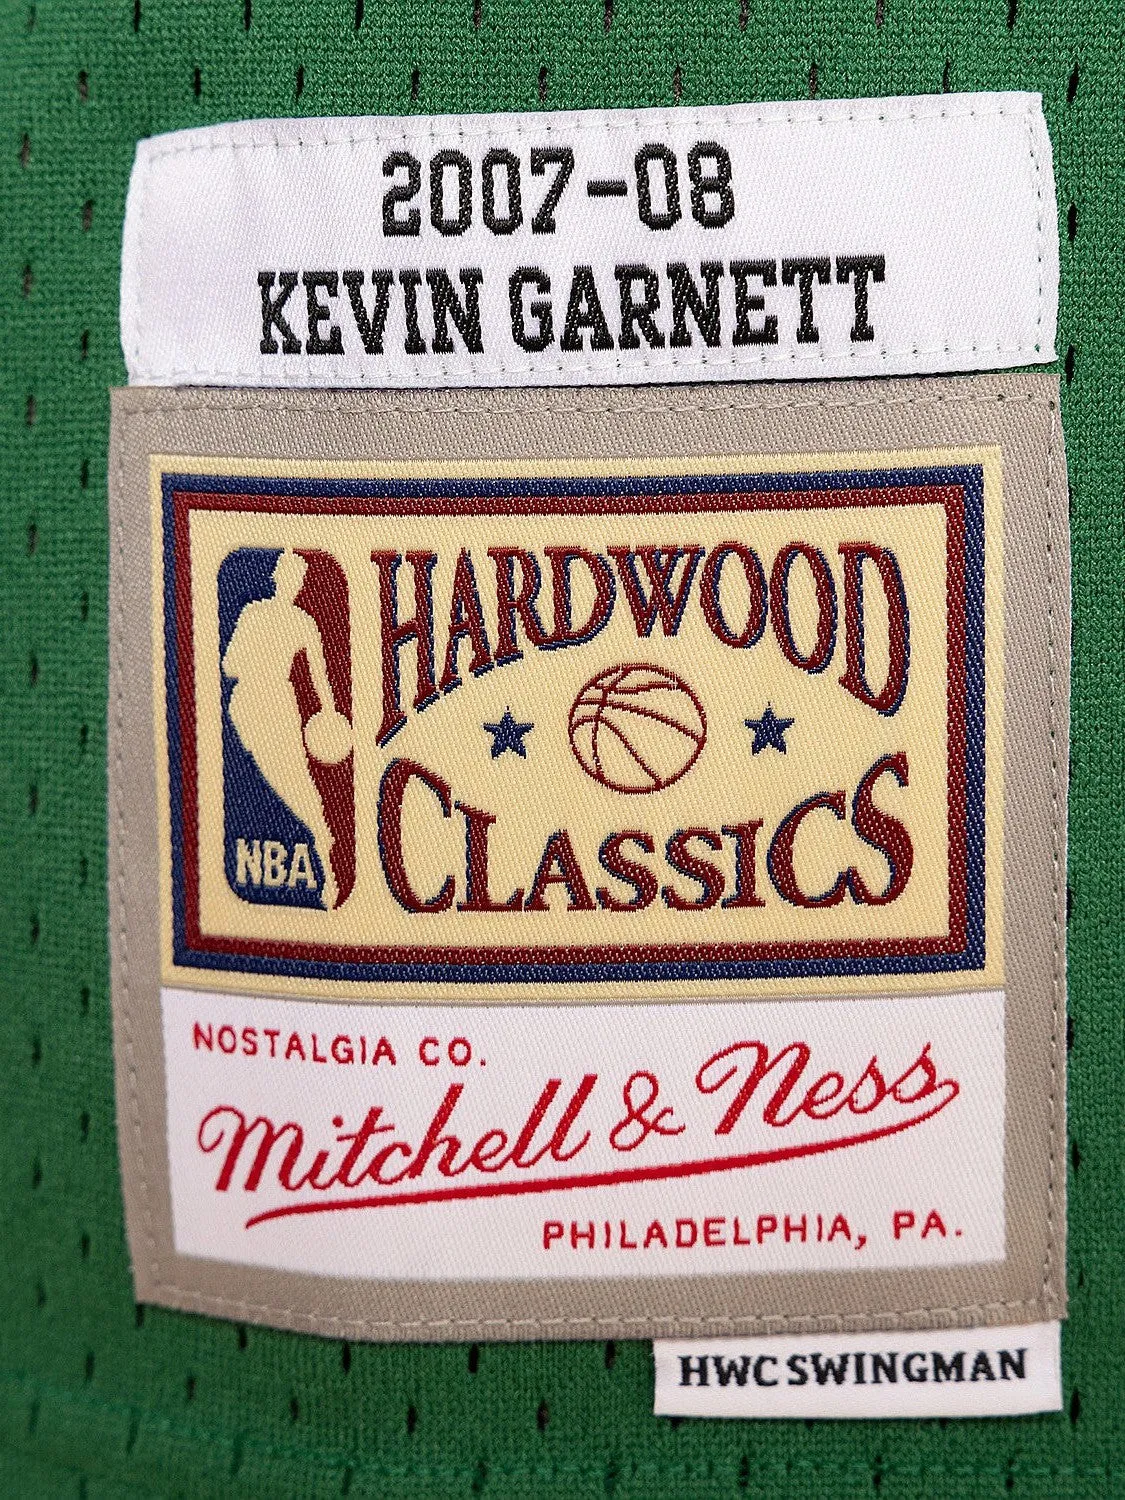 2007-08
KEVIN GARNETT
HARDWOOD
CLASSICS
NBA
NOSTALGIA CO.
Mitchell & Ness
PHILADELPHIA, PA.
HWC SWINGMAN